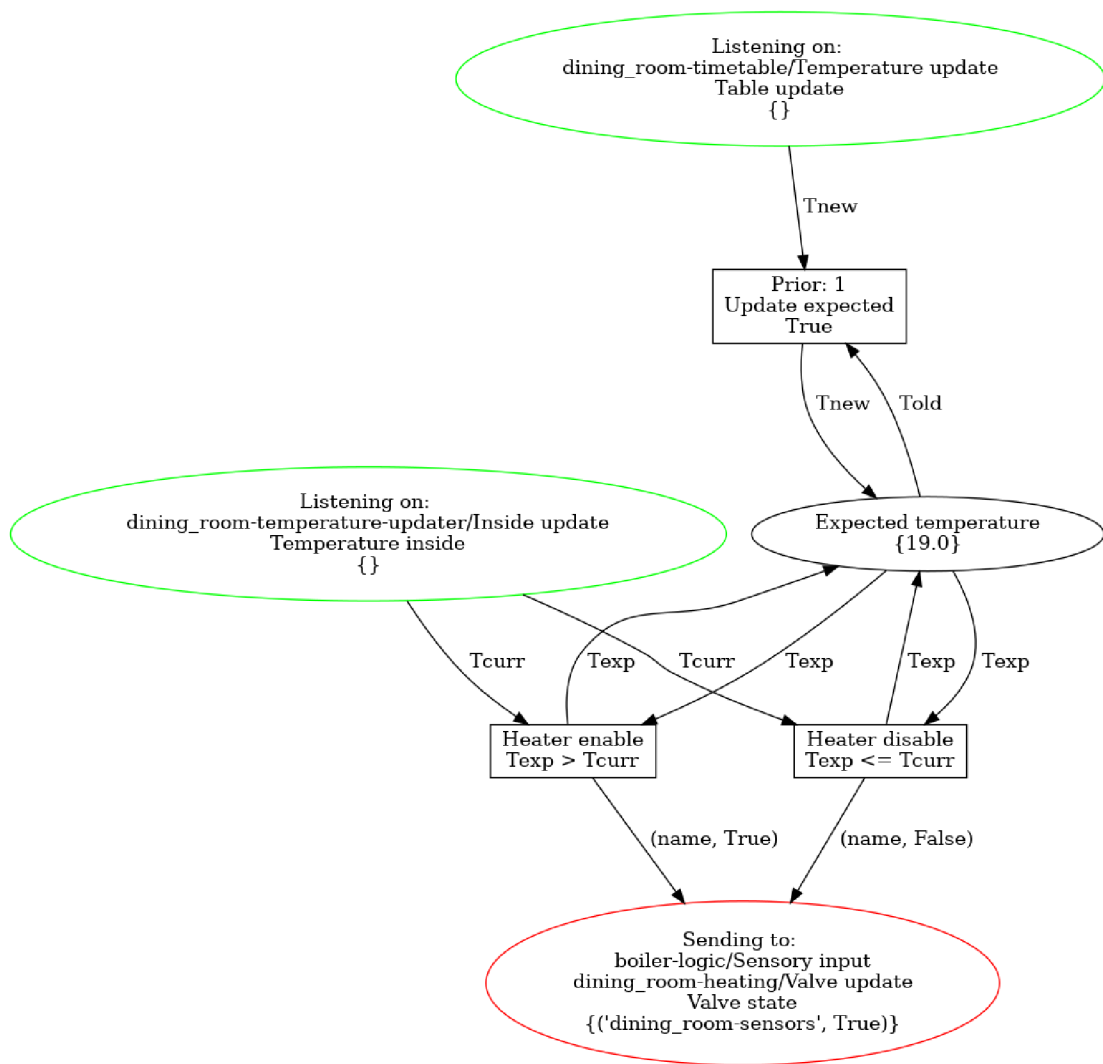 Listening on:
dining_room-timetable/Temperature update
Table update
{}
Tnew
Prior: 1
Update expected
True
Tnew
Told
Listening on:
dining_room-temperature-updater/Inside update
Temperature inside
{}
Expected temperature
{19.0}
Tcurr
Texp
Tcurr
Texp
Texp
Texp
Heater enable
Texp > Tcurr
Heater disable
Texp <= Tcurr
(name, True)
(name, False)
Sending to:
boiler-logic/Sensory input
dining_room-heating/Valve update
Valve state
{('dining_room-sensors', True)}